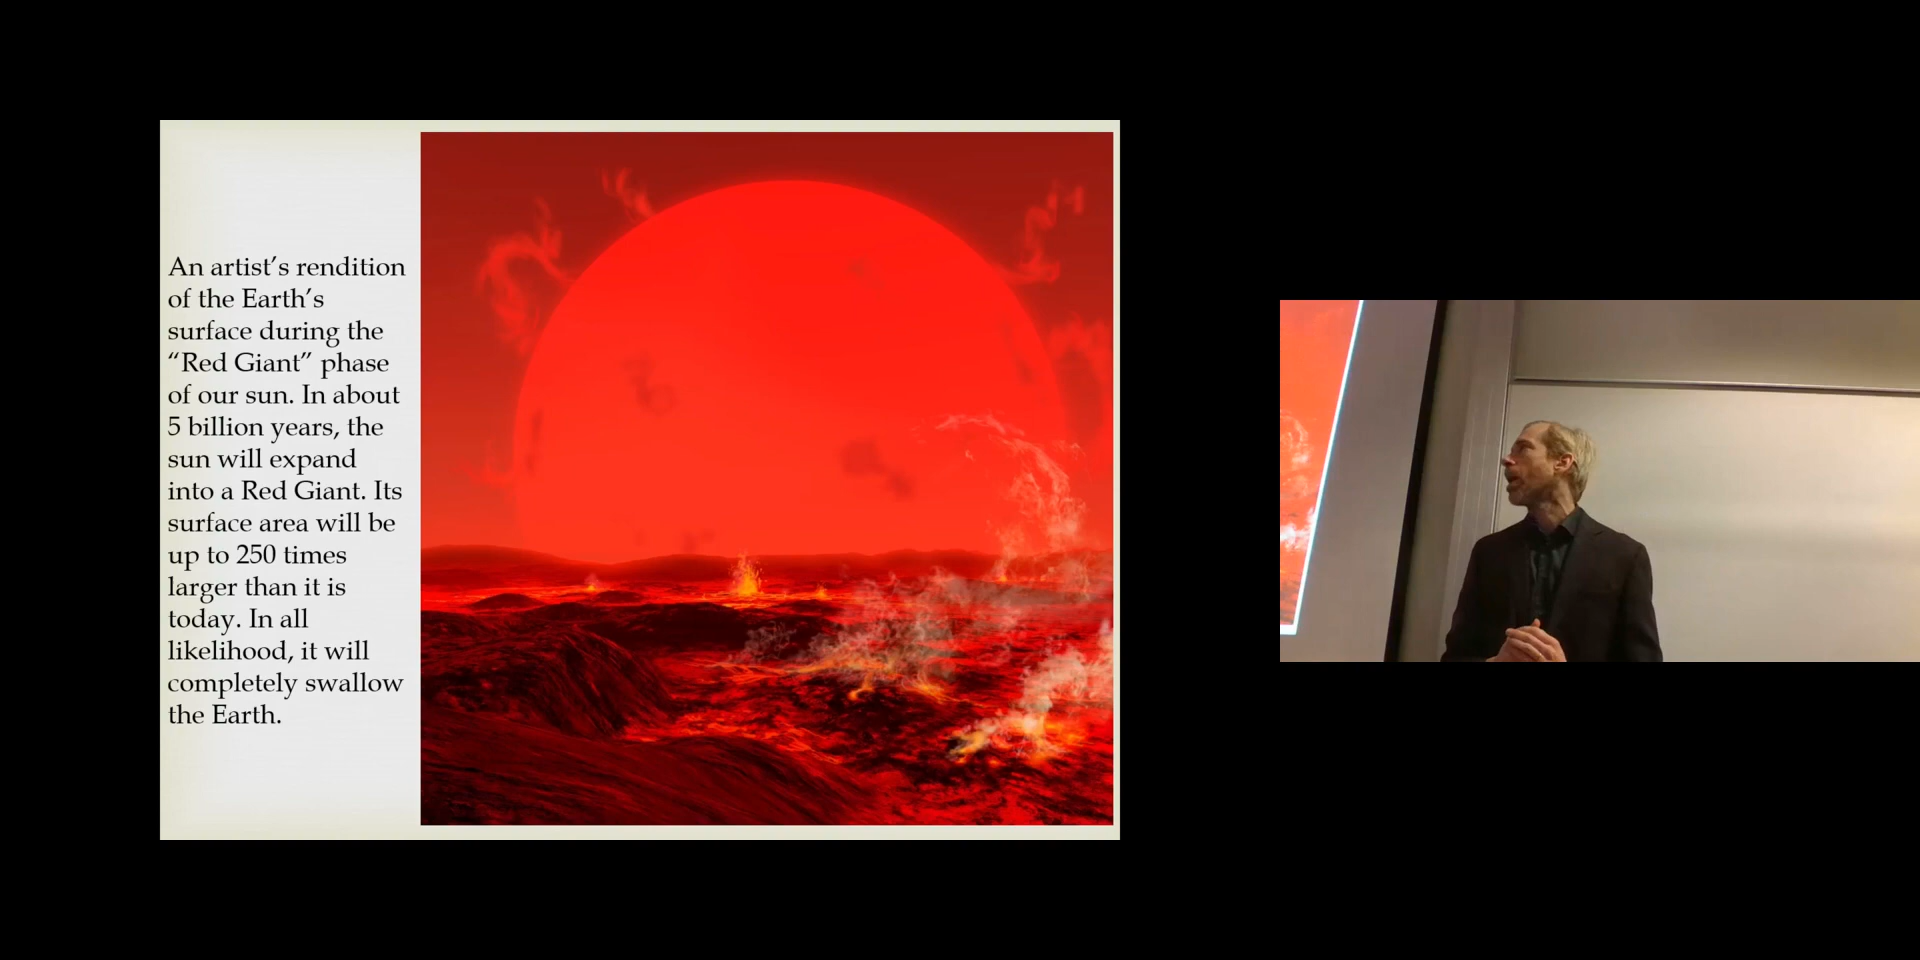 An artist’s rendition
of the Earth’s
surface during the
“Red Giant” phase
of our sun. In about
5 billion years, the
sun will expand
into a Red Giant. Its
surface area will be
up to 250 times
larger than it is
today. In all
likelihood, it will
completely swallow
the Earth.